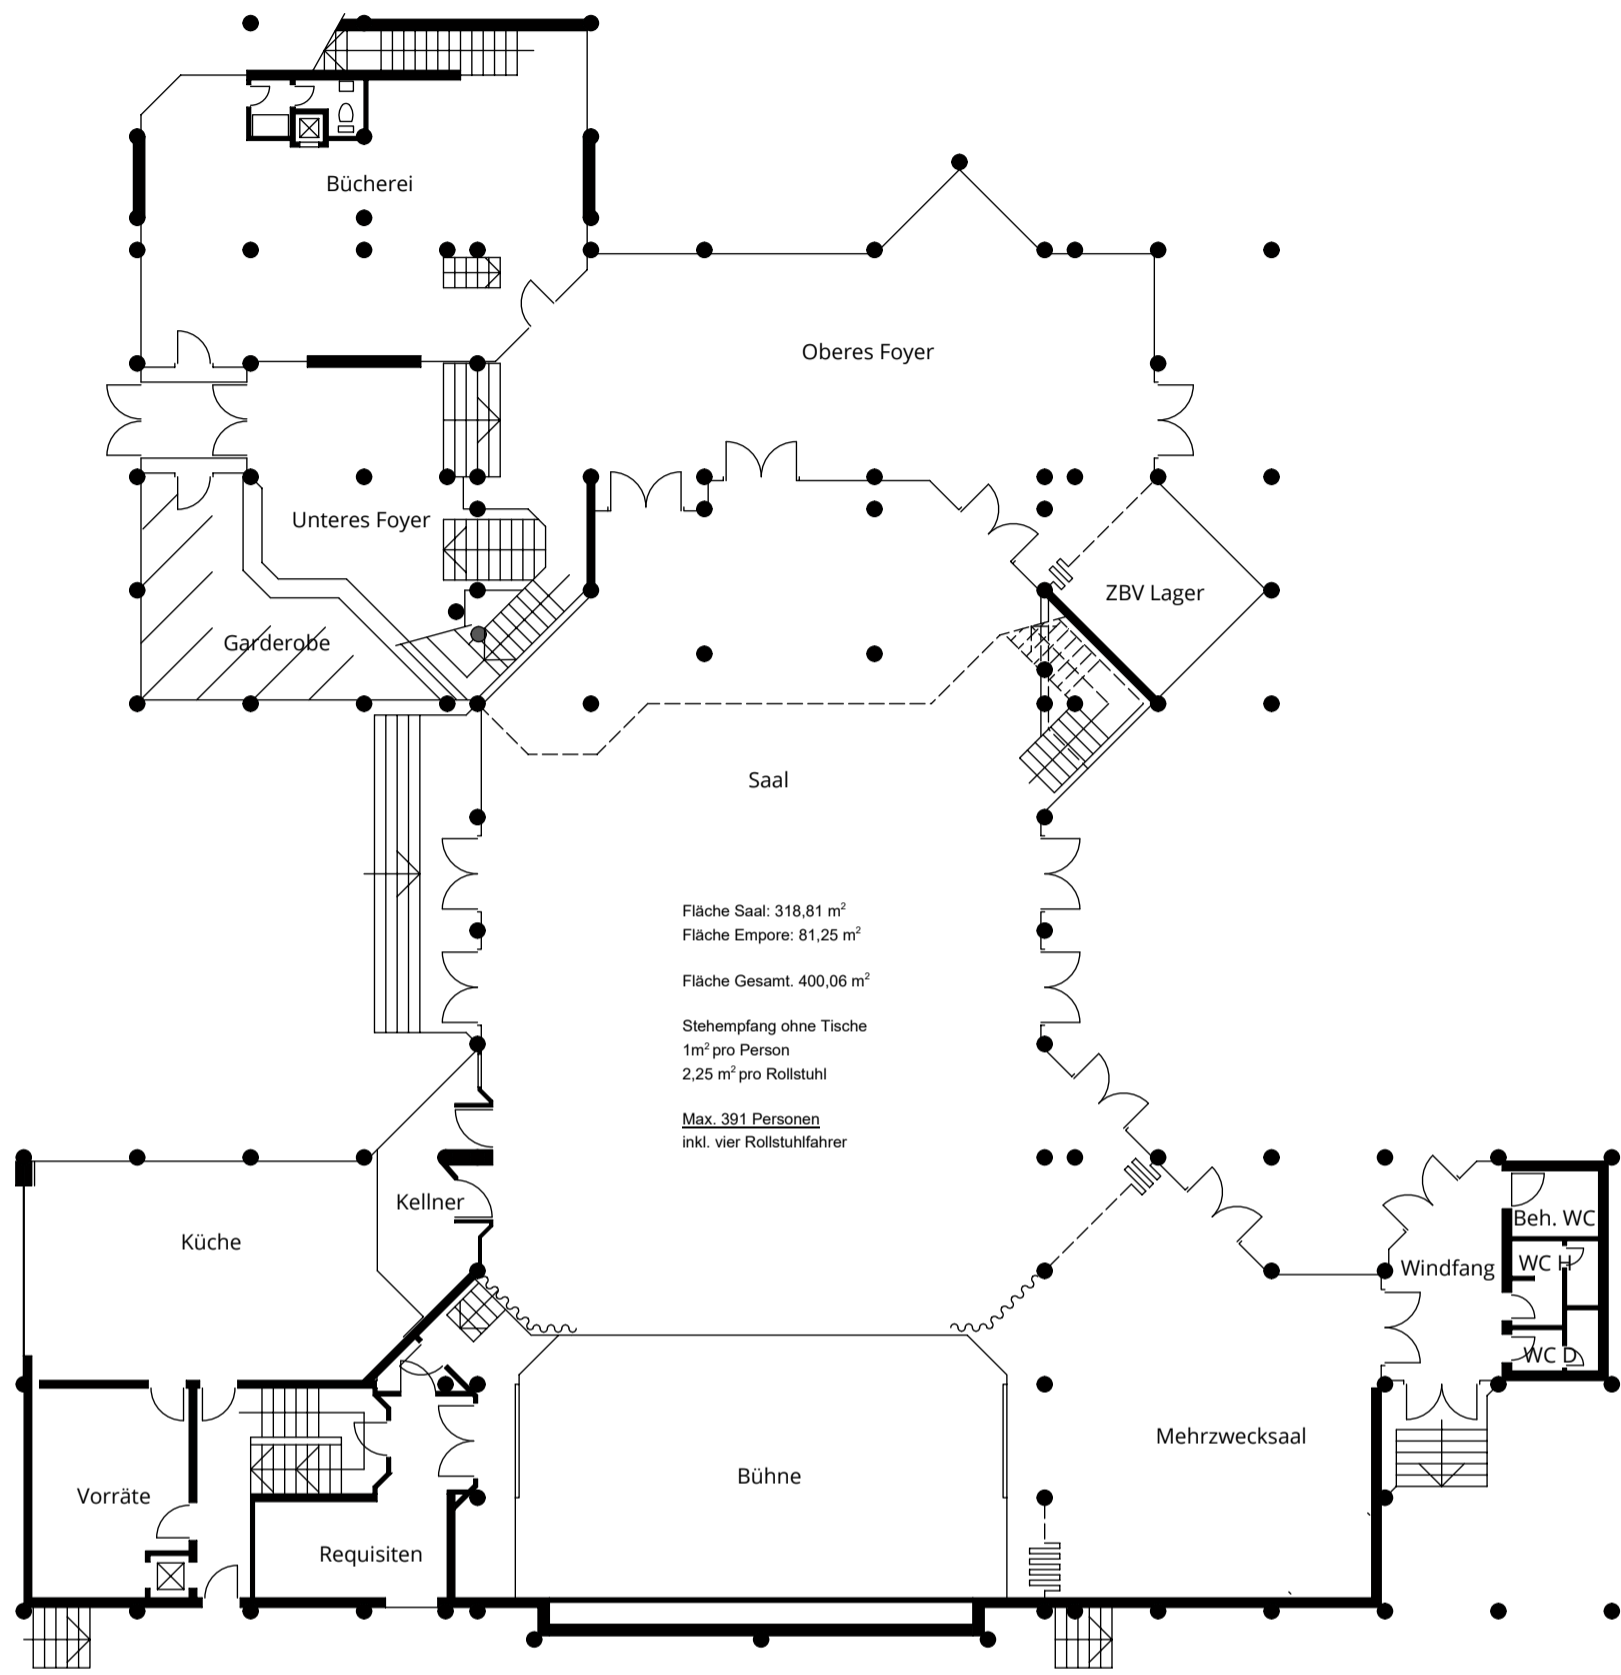 Bücherei
Oberes Foyer
Unteres Foyer
ZBV Lager
Garderobe
Saal
Fläche Saal: 318,81 m²
Fläche Empore: 81,25 m²
Fläche Gesamt. 400,06 m²
Stehempfang ohne Tische
1m² pro Person
2,25 m² pro Rollstuhl
Max. 391 Personen
inkl. vier Rollstuhlfahrer
Kellner
Küche
Beh. WC
WC H
Windfang
WC D
Mehrzwecksaal
Bühne
Vorräte
Requisiten